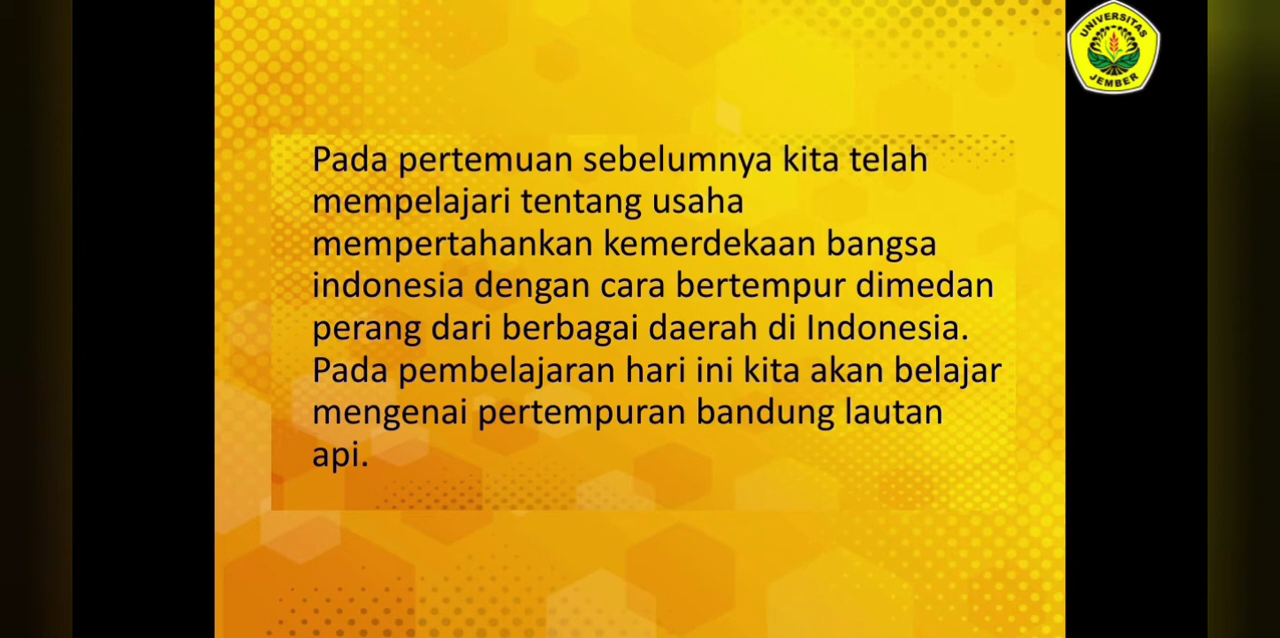 UNIVERSITAS
JEMBER
Pada pertemuan sebelumnya kita telah
mempelajari tentang usaha
mempertahankan kemerdekaan bangsa
indonesia dengan cara bertempur dimedan
perang dari berbagai daerah di Indonesia.
Pada pembelajaran hari ini kita akan belajar
mengenai pertempuran bandung lautan
api.